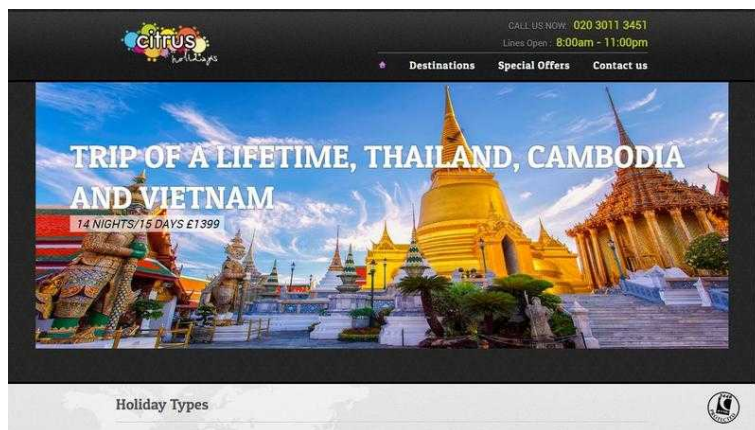 citrus
holidays
CALL US NOW: 020 3011 3451
Lines Open : 8:00am - 11:00pm
Destinations Special Offers Contact us
TRIP OF A LIFETIME, THAILAND, CAMBODIA
AND VIETNAM
14 NIGHTS/15 DAYS £1399
Holiday Types
PROTECTED